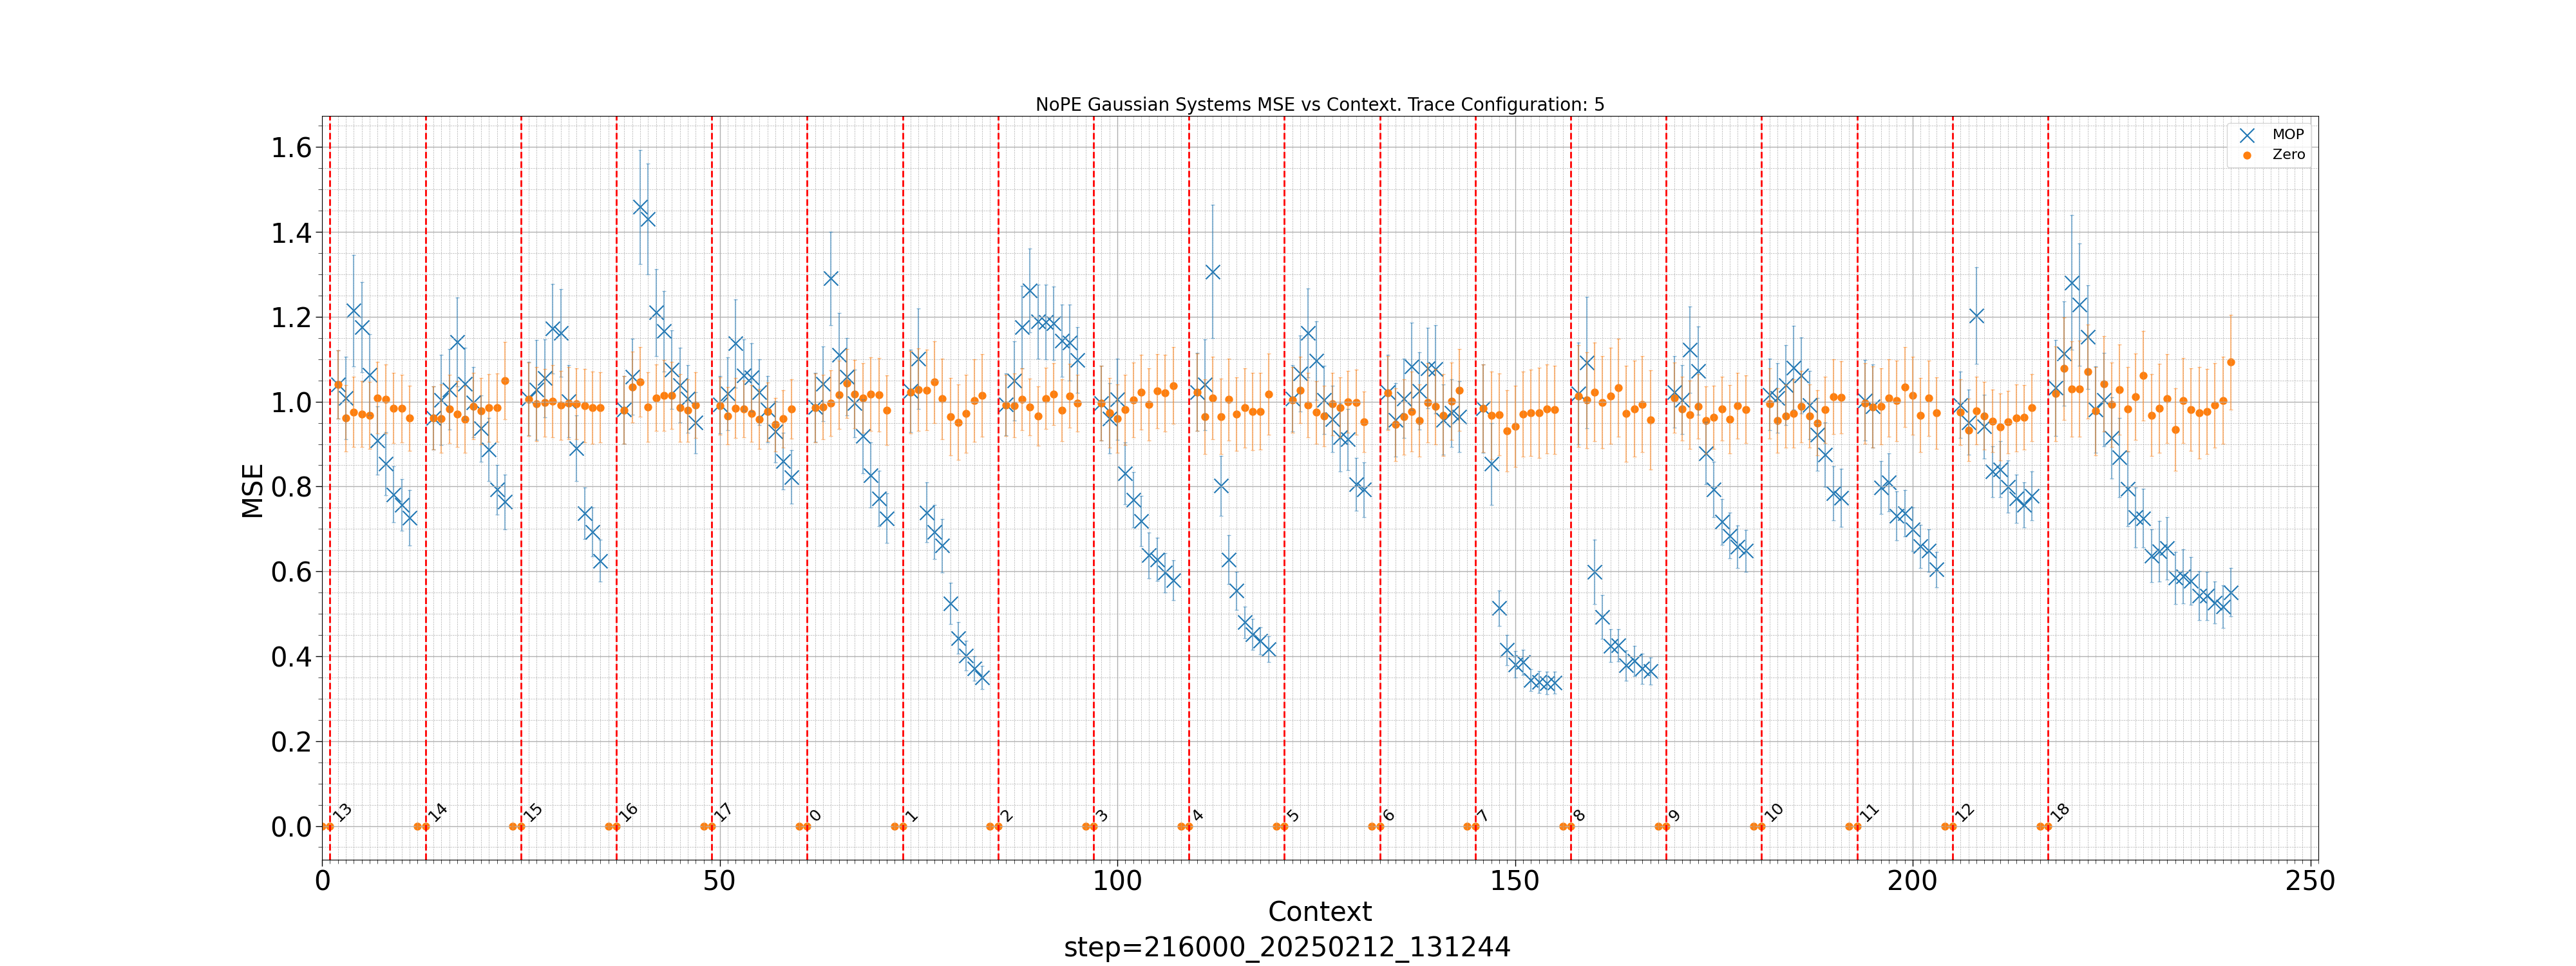 NoPE Gaussian Systems MSE vs Context. Trace Configuration: 5
MOP
Zero
1.6
1.4
1.2
1.0
0.8
0.6
0.4
0.2
0.0
MSE
13 14 15 16 17 0 1 2 3 4 5 6 7 8 9 10 11 12 18
0 50 100 150 200 250
Context
step=216000_20250212_131244